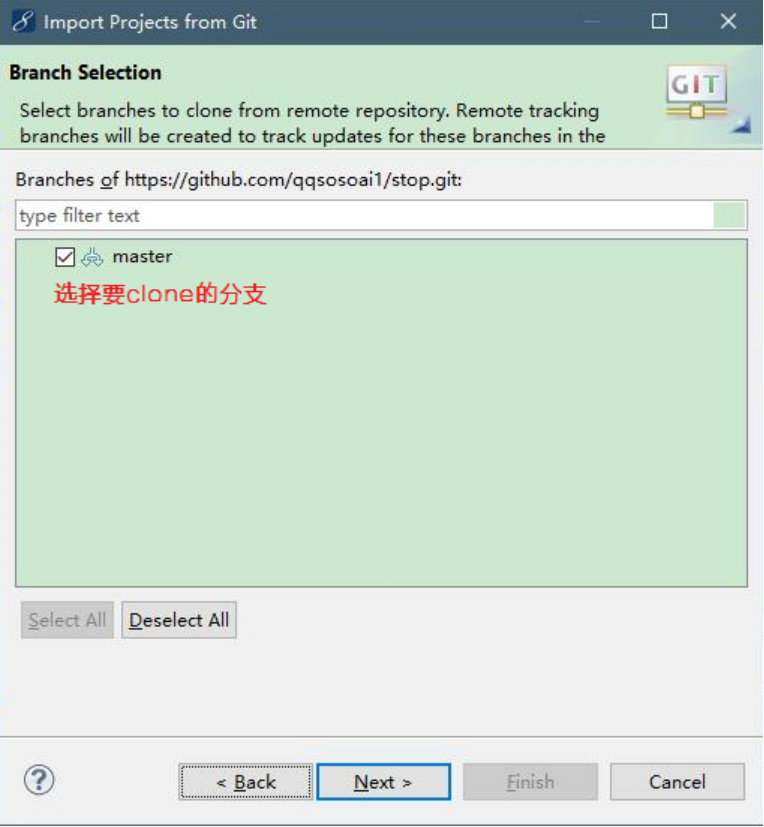 Import Projects from Git
Branch Selection
Select branches to clone from remote repository. Remote tracking
branches will be created to track updates for these branches in the
GIT
Branches of https://github.com/qqsosoai1/stop.git:
type filter text
master
选择要clone的分支
Select All
Deselect All
?
< Back
Next >
Finish
Cancel